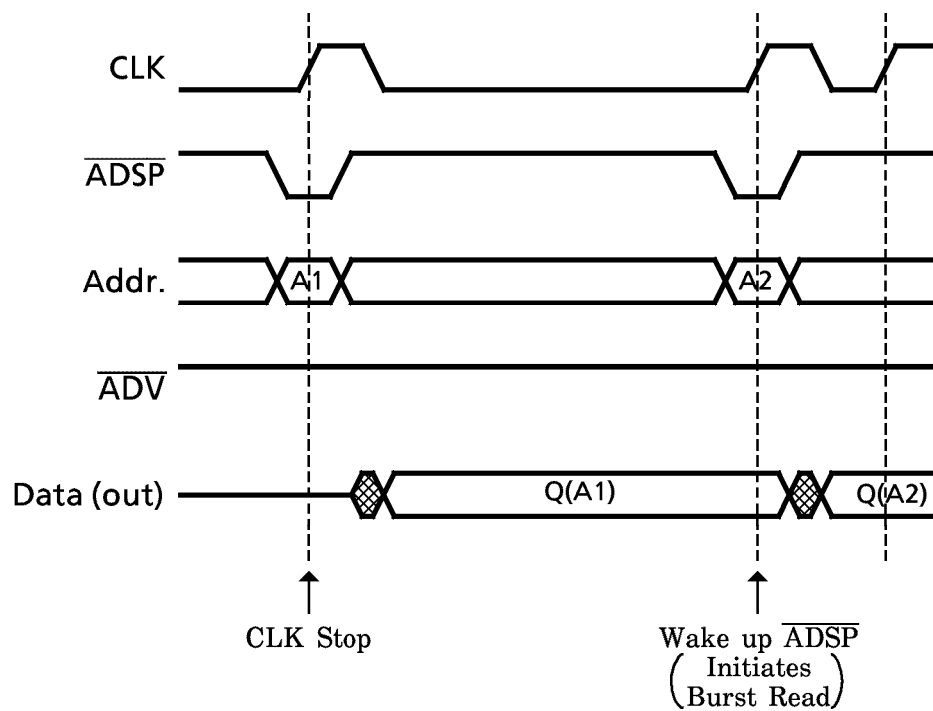 CLK
ADSP
Addr.
A1
A2
ADV
Data (out)
Q(A1)
Q(A2)
CLK Stop
Wake up ADSP
(Initiates
Burst Read)